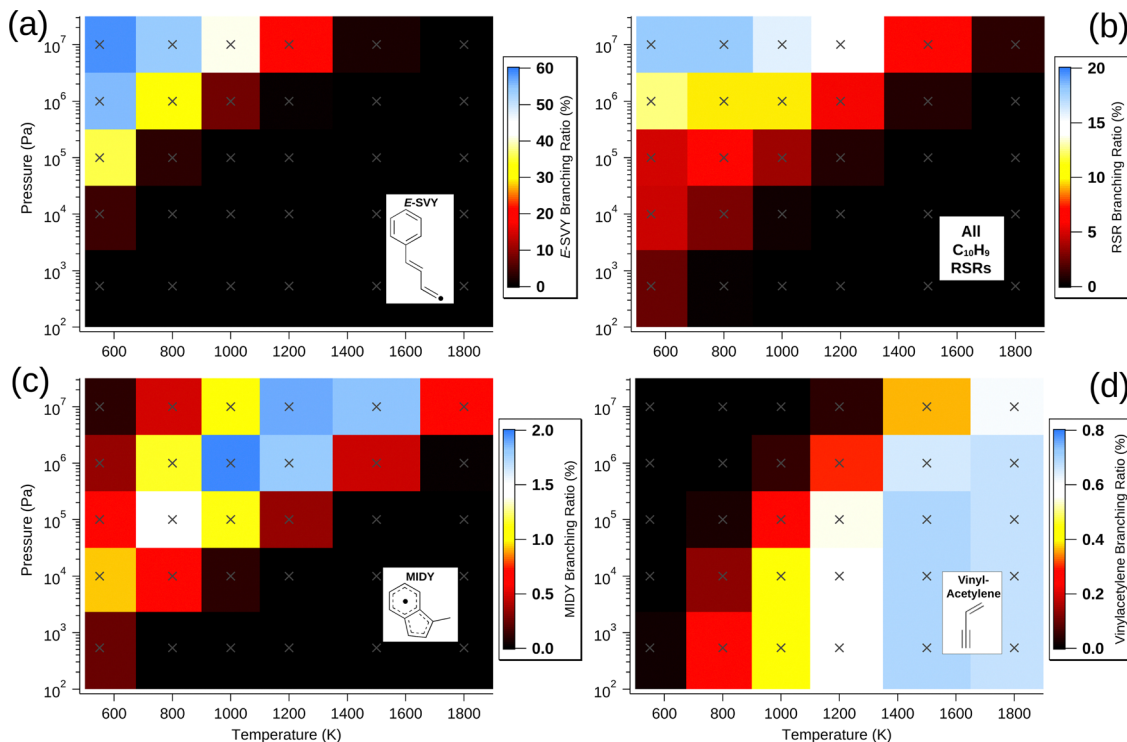 (a)
Pressure (Pa)
10⁷
10⁶
10⁵
10⁴
10³
10²
600 800 1000 1200 1400 1600 1800
E-SVY
60
50
40
30
20
10
0
E-SVY Branching Ratio (%)
(b)
10⁷
10⁶
10⁵
10⁴
10³
10²
600 800 1000 1200 1400 1600 1800
All
C₁₀H₉
RSRs
20
15
10
5
0
RSR Branching Ratio (%)
(c)
Pressure (Pa)
10⁷
10⁶
10⁵
10⁴
10³
10²
600 800 1000 1200 1400 1600 1800
Temperature (K)
MIDY
2.0
1.5
1.0
0.5
0.0
MIDY Branching Ratio (%)
(d)
10⁷
10⁶
10⁵
10⁴
10³
10²
600 800 1000 1200 1400 1600 1800
Temperature (K)
Vinyl-
Acetylene
0.8
0.6
0.4
0.2
0.0
Vinylacetylene Branching Ratio (%)